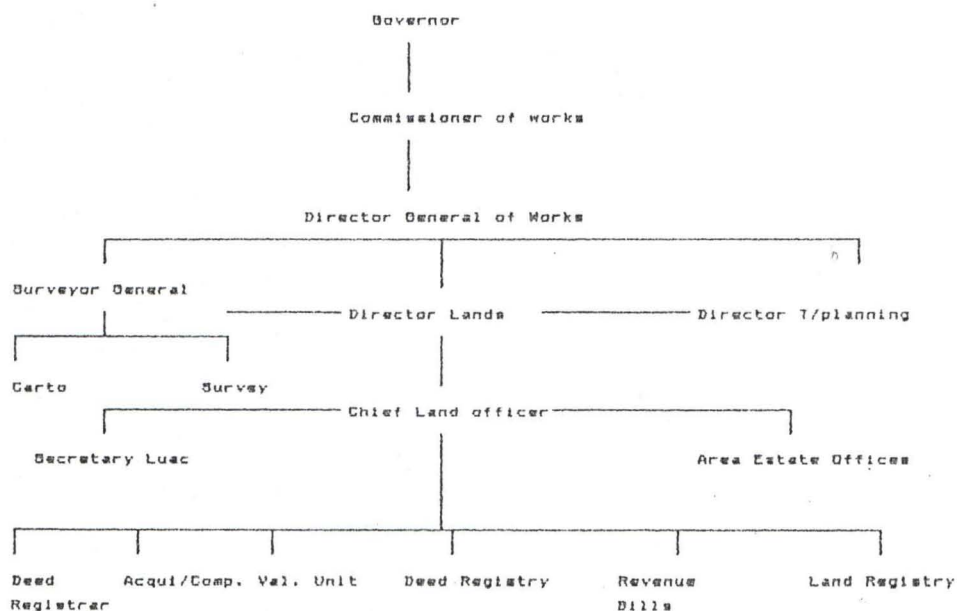 Governor
Commissioner of works
Director General of Works
Surveyor General
Director Lands
Director T/planning
Carto
Survey
Chief Land officer
Secretary Luac
Area Estate Offices
Deed Registrar
Acqui/Comp.
Val. Unit
Deed Registry
Revenue Bills
Land Registry